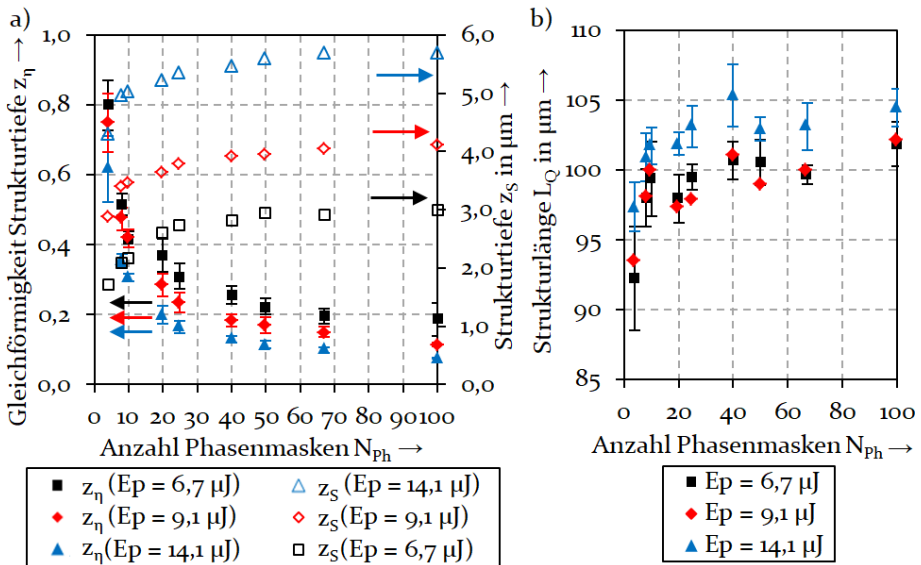 a)
Gleichförmigkeit Strukturtiefe z_η →
1,0
0,8
0,6
0,4
0,2
0,0
0 10 20 30 40 50 60 70 80 90 100
Anzahl Phasenmasken N_Ph →
6,0
5,0
4,0
3,0
2,0
1,0
0,0
Strukturtiefe z_S in µm →
z_η (Ep = 6,7 µJ)
z_η (Ep = 9,1 µJ)
z_η(Ep = 14,1 µJ)
z_S (Ep = 14,1 µJ)
z_S(Ep = 9,1 µJ)
z_S(Ep = 6,7 µJ)
b)
Strukturlänge L_Q in µm →
110
105
100
95
90
85
0 20 40 60 80 100
Anzahl Phasenmasken N_Ph →
Ep = 6,7 µJ
Ep = 9,1 µJ
Ep = 14,1 µJ